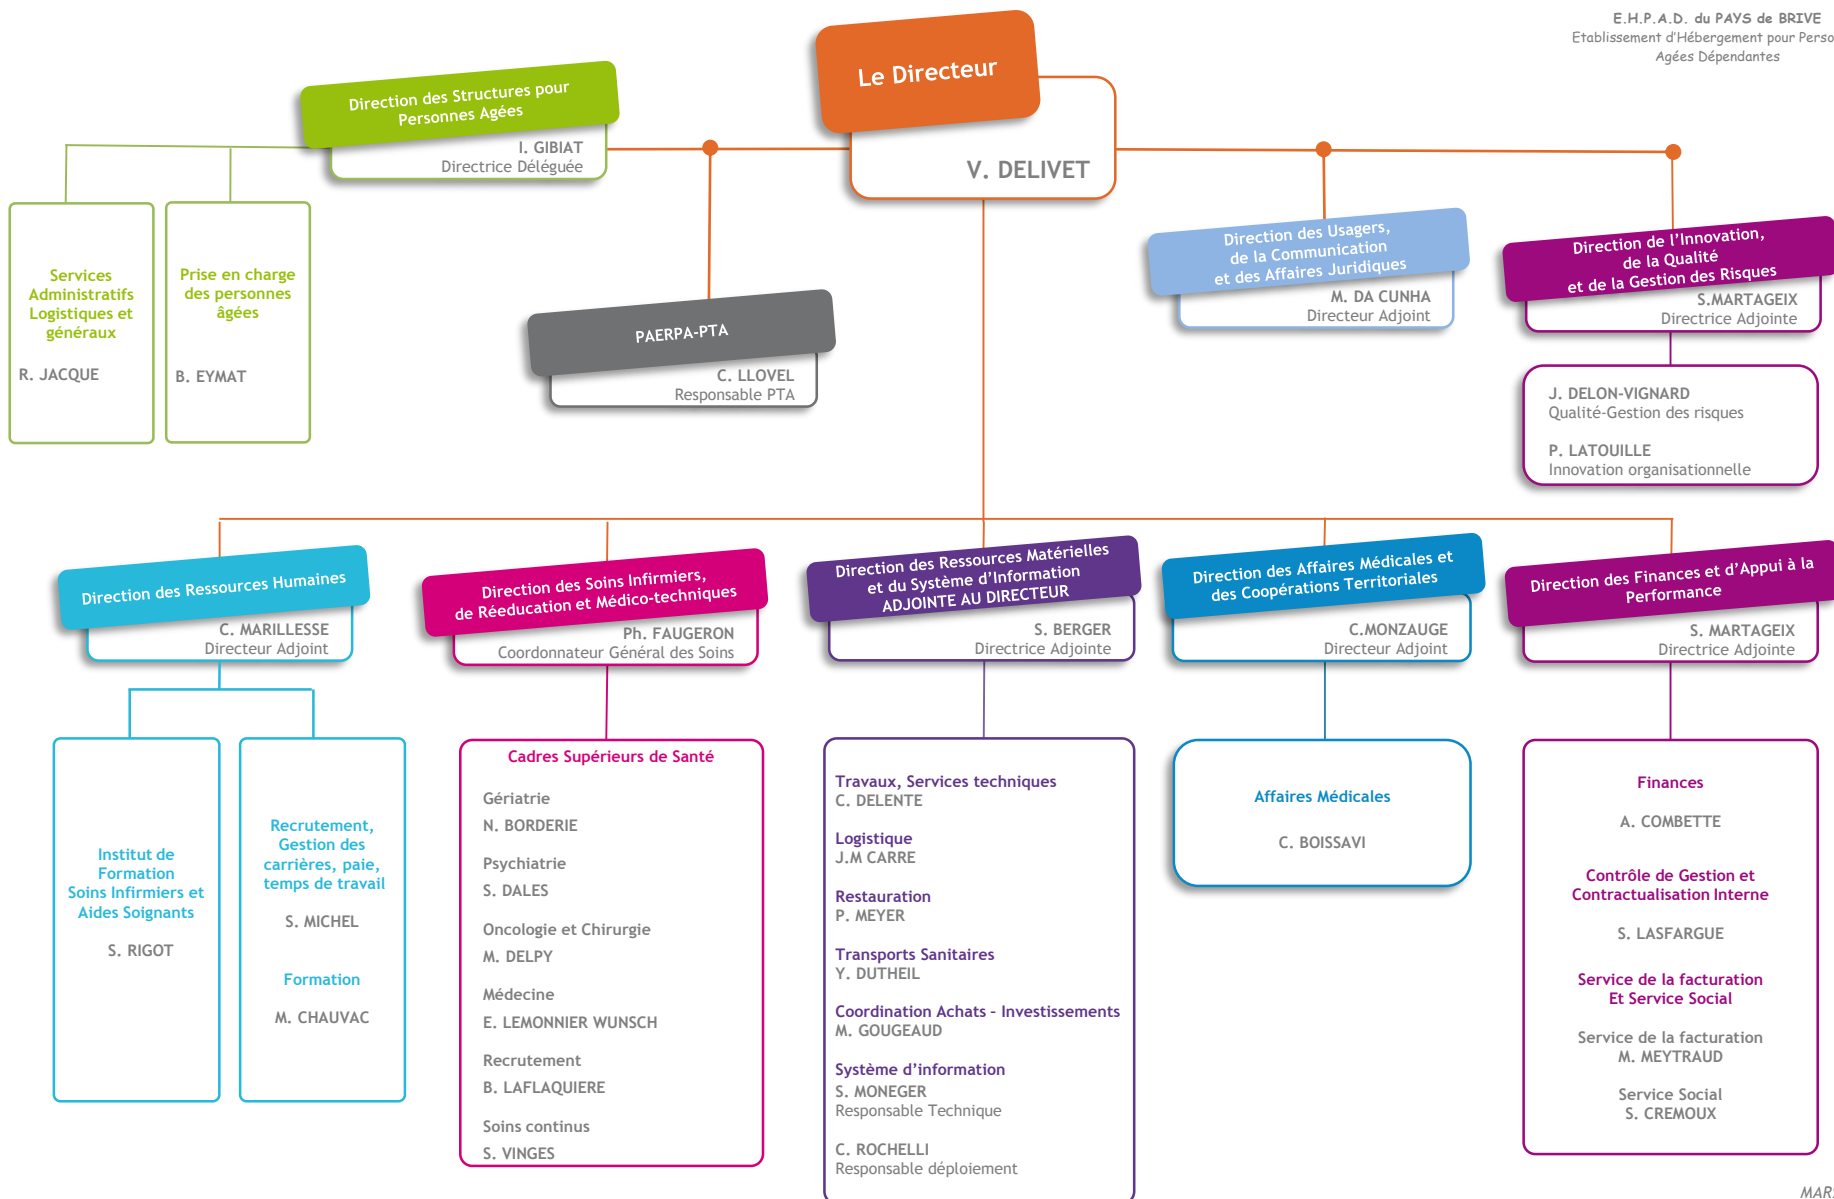 E.H.P.A.D. du PAYS de BRIVE
Etablissement d'Hébergement pour Perso
Agées Dépendantes
Le Directeur
V. DELIVET
Direction des Structures pour
Personnes Agées
I. GIBIAT
Directrice Déléguée
Services
Administratifs
Logistiques et
généraux
R. JACQUE
Prise en charge
des personnes
âgées
B. EYMAT
PAERPA-PTA
C. LLOVEL
Responsable PTA
Direction des Usagers,
de la Communication
et des Affaires Juridiques
M. DA CUNHA
Directeur Adjoint
Direction de l'Innovation,
de la Qualité
et de la Gestion des Risques
S.MARTAGEIX
Directrice Adjointe
J. DELON-VIGNARD
Qualité-Gestion des risques
P. LATOUILLE
Innovation organisationnelle
Direction des Ressources Humaines
C. MARILLESSE
Directeur Adjoint
Institut de
Formation
Soins Infirmiers et
Aides Soignants
S. RIGOT
Recrutement,
Gestion des
carrières, paie,
temps de travail
S. MICHEL
Formation
M. CHAUVAC
Direction des Soins Infirmiers,
de Rééducation et Médico-techniques
Ph. FAUGERON
Coordonnateur Général des Soins
Cadres Supérieurs de Santé
Gériatrie
N. BORDERIE
Psychiatrie
S. DALES
Oncologie et Chirurgie
M. DELPY
Médecine
E. LEMONNIER WUNSCH
Recrutement
B. LAFLAQUIERE
Soins continus
S. VINGES
Direction des Ressources Matérielles
et du Système d'Information
ADJOINTE AU DIRECTEUR
S. BERGER
Directrice Adjointe
Travaux, Services techniques
C. DELENTE
Logistique
J.M CARRE
Restauration
P. MEYER
Transports Sanitaires
Y. DUTHEIL
Coordination Achats – Investissements
M. GOUGEAUD
Système d'information
S. MONEGER
Responsable Technique
C. ROCHELLI
Responsable déploiement
Direction des Affaires Médicales et
des Coopérations Territoriales
C.MONZAUGE
Directeur Adjoint
Affaires Médicales
C. BOISSAVI
Direction des Finances et d'Appui à la
Performance
S. MARTAGEIX
Directrice Adjointe
Finances
A. COMBETTE
Contrôle de Gestion et
Contractualisation Interne
S. LASFARGUE
Service de la facturation
Et Service Social
Service de la facturation
M. MEYTRAUD
Service Social
S. CREMOUX
MAR